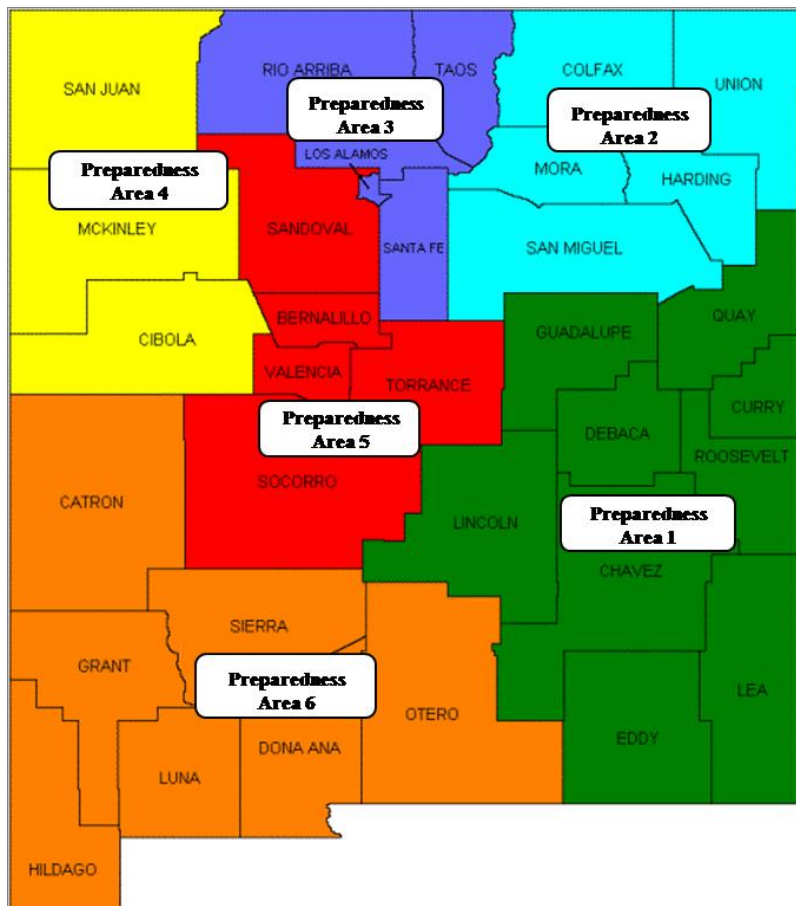 RIO ARRIBA
TAOS
COLFAX
UNION
SAN JUAN
Preparedness
Area 3
Preparedness
Area 2
LOS ALAMOS
Preparedness
Area 4
MORA
HARDING
MCKINLEY
SANDOVAL
SANTA FE
SAN MIGUEL
BERNALILLO
GUADALUPE
QUAY
CIBOLA
VALENCIA
TORRANCE
CURRY
Preparedness
Area 5
DEBACA
ROOSEVELT
SOCORRO
CATRON
LINCOLN
Preparedness
Area 1
CHAVEZ
SIERRA
GRANT
Preparedness
Area 6
OTERO
LEA
EDDY
DONA ANA
LUNA
HILDAGO